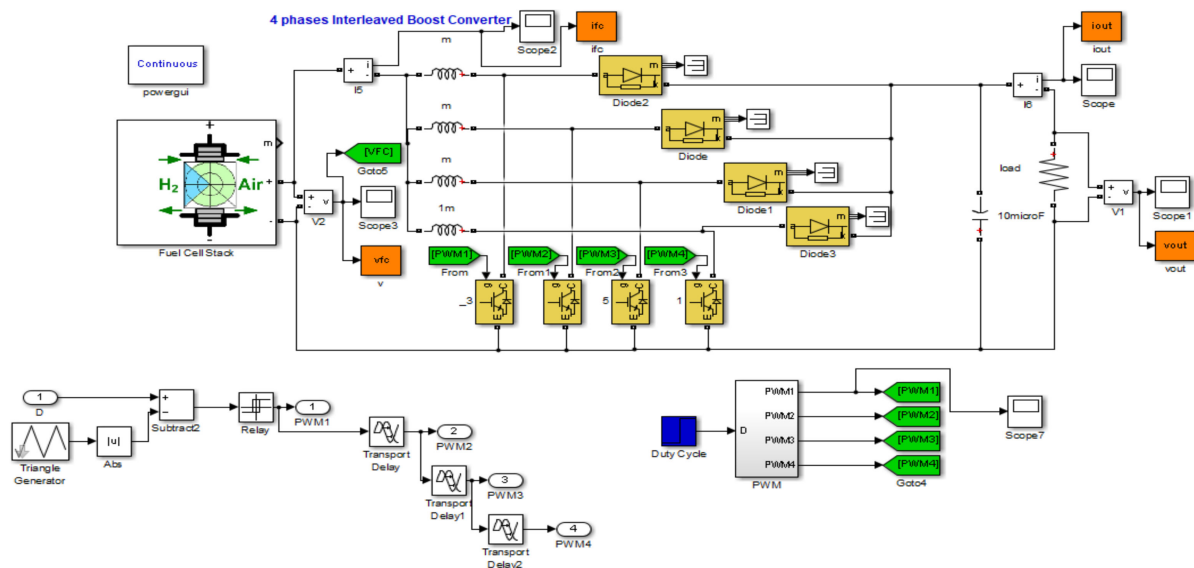 4 phases Interleaved Boost Converter
Continuous
powergui
i
+
-
I5
Scope2
ifc
ifc
m
m
a
k
Diode2
+
i
-
I6
iout
iout
Scope
m
m
a
k
Diode
+
m
+
-
H₂
Air
-
Fuel Cell Stack
[VFC]
Goto5
+
-
v
V2
Scope3
vfc
v
m
m
a
k
Diode1
1m
m
a
k
Diode3
load
10microF
+
-
v
V1
Scope1
vout
vout
[PWM1]
From
[PWM2]
From1
[PWM3]
From2
[PWM4]
From3
g
C
E
_3
g
C
E
g
C
E
5
g
C
E
1
1
D
+
−
Subtract2
Relay
1
PWM1
Triangle
Generator
|u|
Abs
Transport
Delay
2
PWM2
Transport
Delay1
3
PWM3
Transport
Delay2
4
PWM4
Duty Cycle
D
PWM1
PWM2
PWM3
PWM4
PWM
[PWM1]
[PWM2]
[PWM3]
[PWM4]
Goto4
Scope7